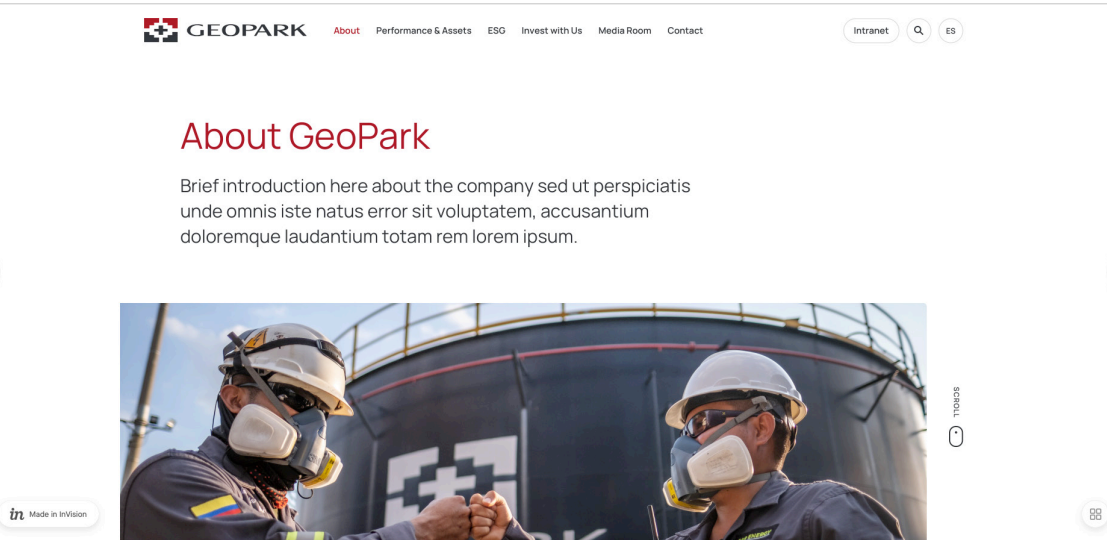 GEOPARK
About
Performance & Assets
ESG
Invest with Us
Media Room
Contact
Intranet
ES
About GeoPark
Brief introduction here about the company sed ut perspiciatis
unde omnis iste natus error sit voluptatem, accusantium
doloremque laudantium totam rem lorem ipsum.
SCROLL
in Made in InVision